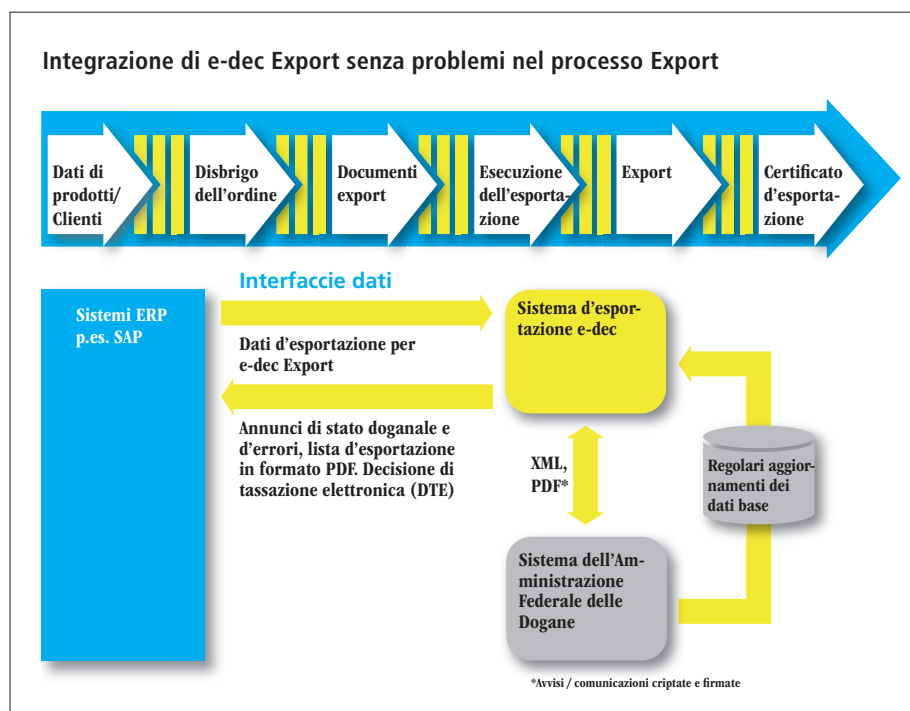 Integrazione di e-dec Export senza problemi nel processo Export
Dati di
prodotti/
Clienti
Disbrigo
dell'ordine
Documenti
export
Esecuzione
dell'esporta-
zione
Export
Certificato
d'esporta-
zione
Interfaccie dati
Sistemi ERP
p.es. SAP
Dati d'esportazione per
e-dec Export
Annunci di stato doganale e
d'errori, lista d'esportazione
in formato PDF. Decisione di
tassazione elettronica (DTE)
Sistema d'espor-
tazione e-dec
XML,
PDF*
Regolari aggior-
namenti dei
dati base
Sistema dell'Am-
ministrazione
Federale delle
Dogane
*Avvisi / comunicazioni criptate e firmate